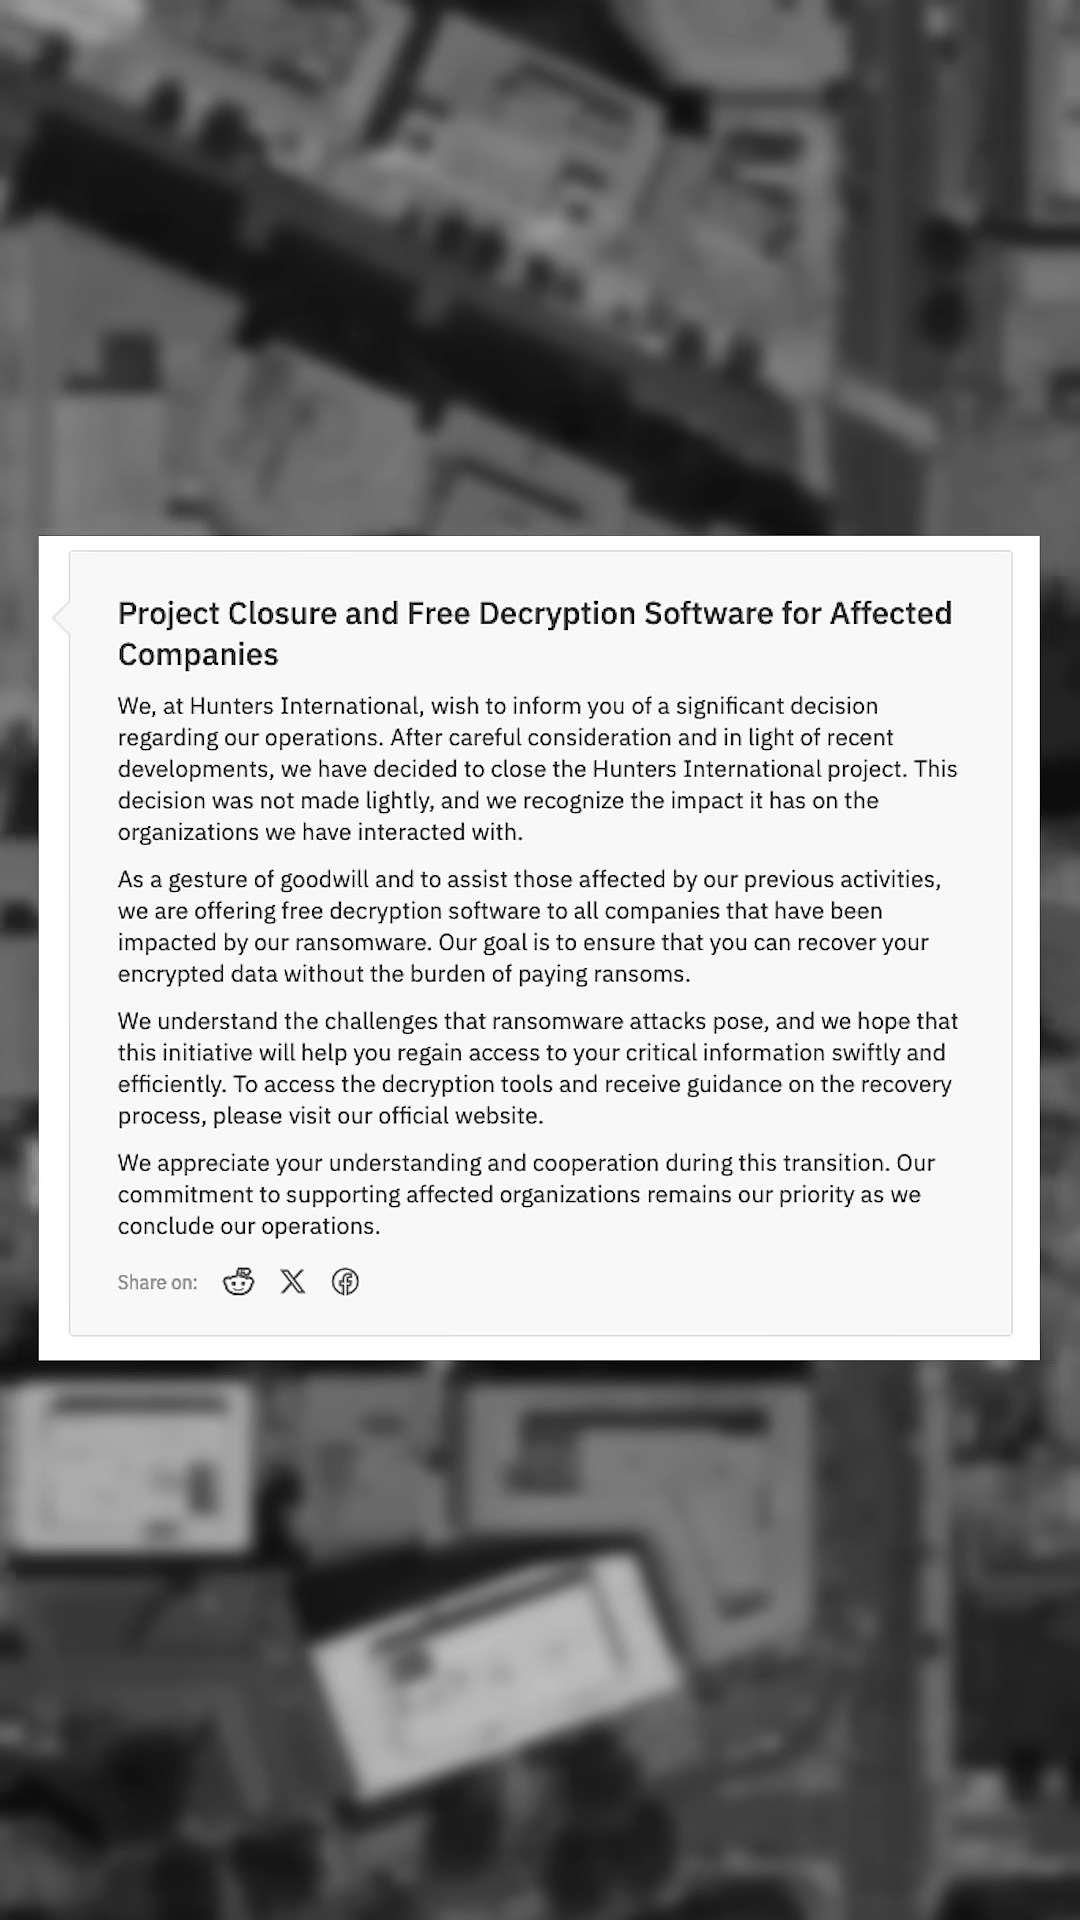 Project Closure and Free Decryption Software for Affected
Companies
We, at Hunters International, wish to inform you of a significant decision
regarding our operations. After careful consideration and in light of recent
developments, we have decided to close the Hunters International project. This
decision was not made lightly, and we recognize the impact it has on the
organizations we have interacted with.
As a gesture of goodwill and to assist those affected by our previous activities,
we are offering free decryption software to all companies that have been
impacted by our ransomware. Our goal is to ensure that you can recover your
encrypted data without the burden of paying ransoms.
We understand the challenges that ransomware attacks pose, and we hope that
this initiative will help you regain access to your critical information swiftly and
efficiently. To access the decryption tools and receive guidance on the recovery
process, please visit our official website.
We appreciate your understanding and cooperation during this transition. Our
commitment to supporting affected organizations remains our priority as we
conclude our operations.
Share on: